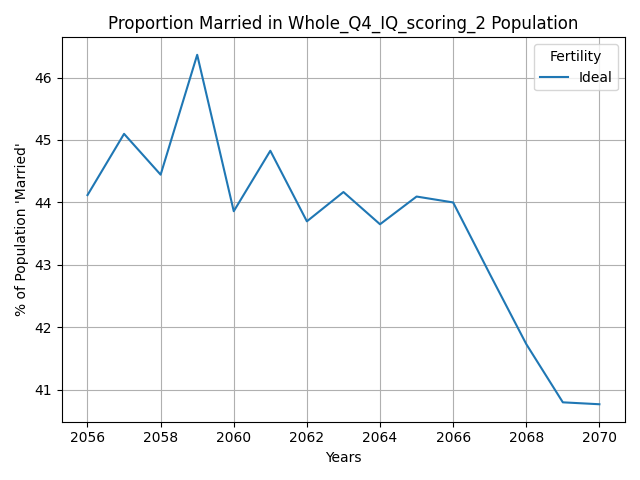 Proportion Married in Whole_Q4_IQ_scoring_2 Population
Fertility
Ideal
% of Population 'Married'
46
45
44
43
42
41
2056 2058 2060 2062 2064 2066 2068 2070
Years